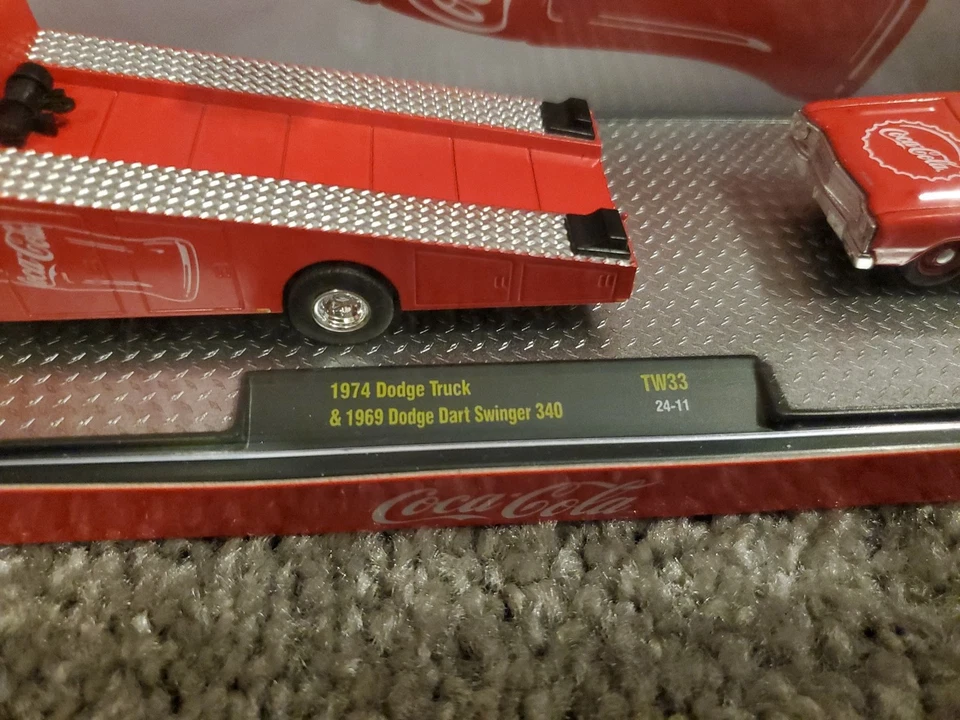 Coca-Cola
Coca-Cola
1974 Dodge Truck
& 1969 Dodge Dart Swinger 340
TW33
24-11
Coca-Cola